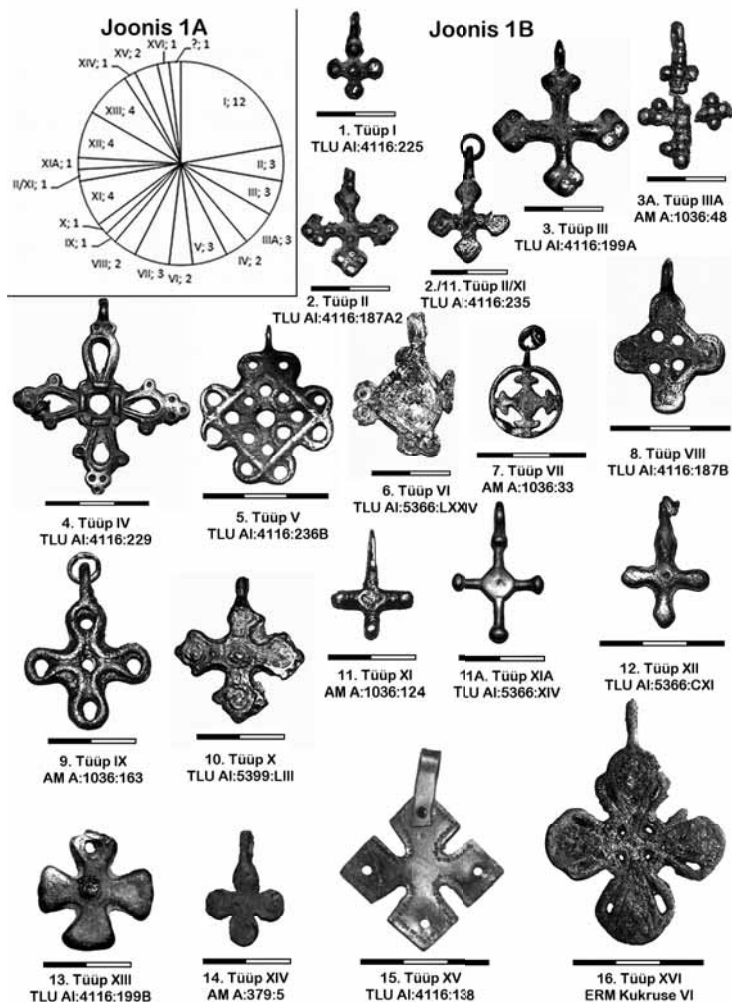 Joonis 1A
XVI; 1
?; 1
XV; 2
XIV; 1
I; 12
XIII; 4
XII; 4
II; 3
XIA; 1
II/XI; 1
III; 3
XI; 4
IIIA; 3
X; 1
IX; 1
IV; 2
VIII; 2
V; 3
VII; 3
VI; 2
Joonis 1B
1. Tüüp I
TLU AI:4116:225
3. Tüüp III
TLU AI:4116:199A
3A. Tüüp IIIA
AM A:1036:48
2. Tüüp II
TLU AI:4116:187A2
2./11. Tüüp II/XI
TLU A:4116:235
4. Tüüp IV
TLU AI:4116:229
5. Tüüp V
TLU AI:4116:236B
6. Tüüp VI
TLU AI:5366:LXXIV
7. Tüüp VII
AM A:1036:33
8. Tüüp VIII
TLU AI:4116:187B
9. Tüüp IX
AM A:1036:163
10. Tüüp X
TLU AI:5399:LIII
11. Tüüp XI
AM A:1036:124
11A. Tüüp XIA
TLU AI:5366:XIV
12. Tüüp XII
TLU AI:5366:CXI
13. Tüüp XIII
TLU AI:4116:199B
14. Tüüp XIV
AM A:379:5
15. Tüüp XV
TLU AI:4116:138
16. Tüüp XVI
ERM Kukruse VI